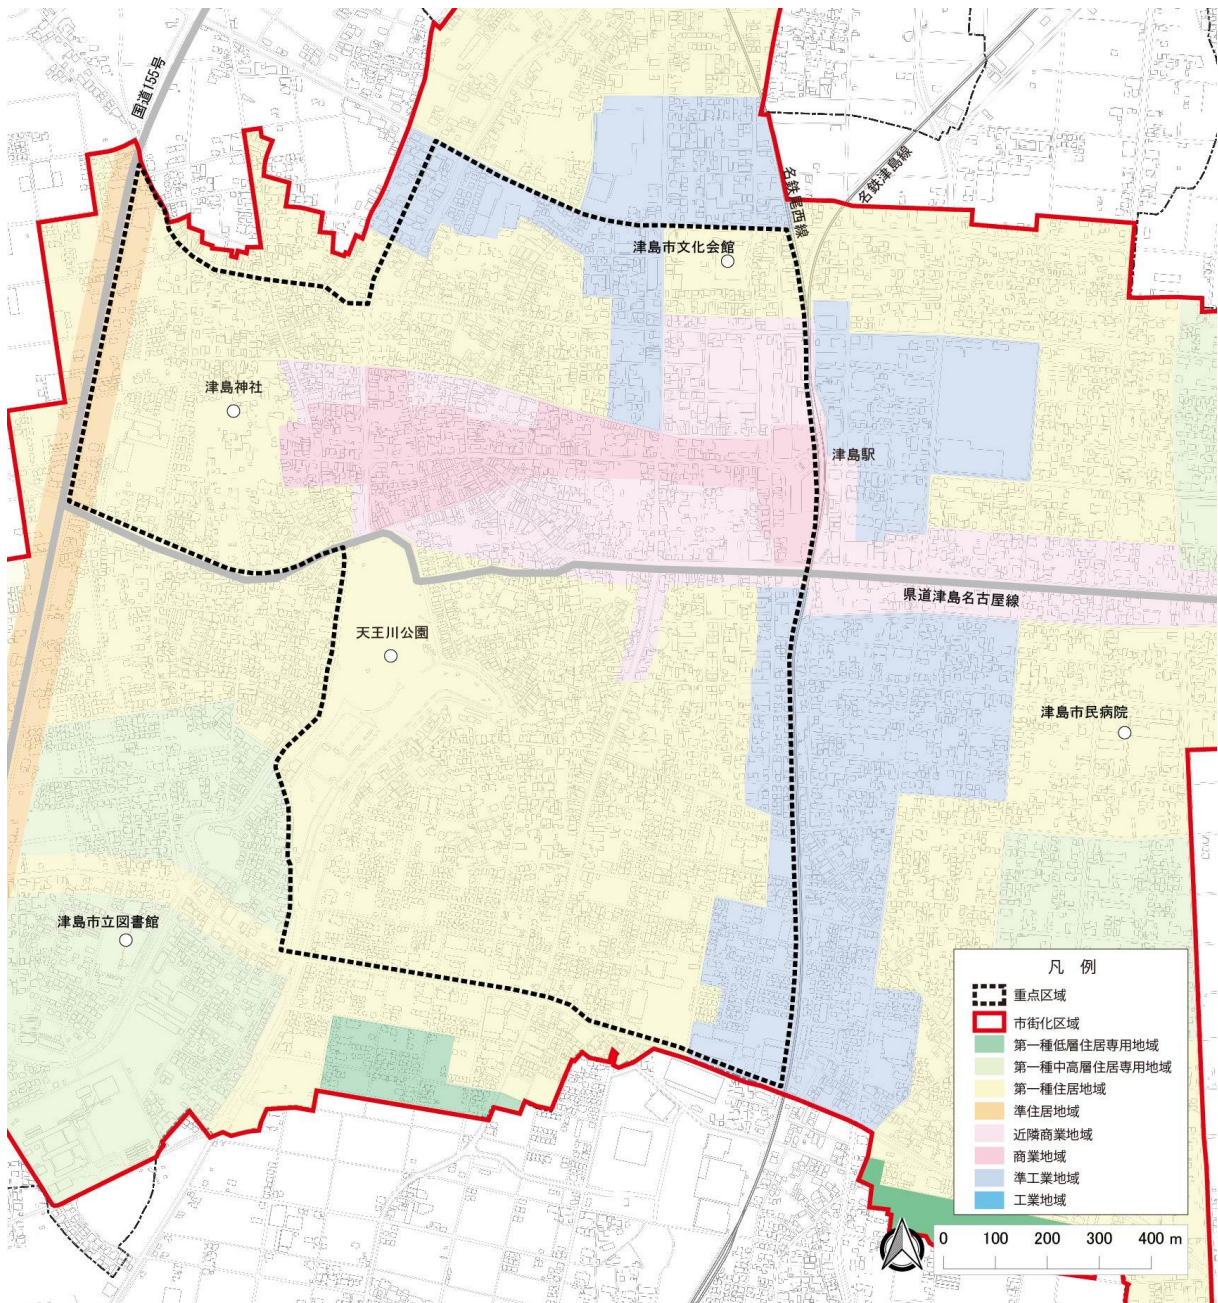 国道155号
名鉄尾西線
名鉄津島線
津島市文化会館
津島神社
津島駅
県道津島名古屋線
天王川公園
津島市民病院
津島市立図書館
凡 例
重点区域
市街化区域
第一種低層住居専用地域
第一種中高層住居専用地域
第一種住居地域
準住居地域
近隣商業地域
商業地域
準工業地域
工業地域
0 100 200 300 400 m